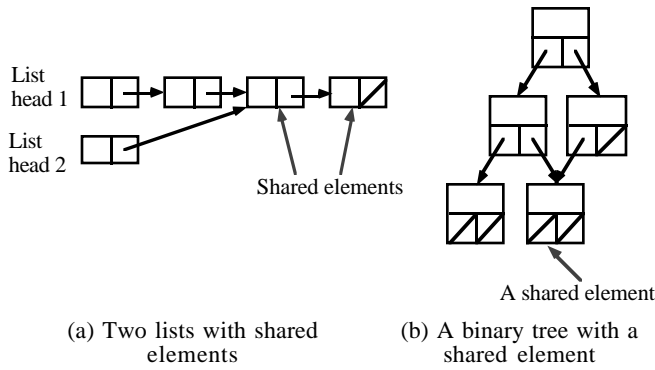 List
head 1
List
head 2
Shared elements
A shared element
(a) Two lists with shared
elements
(b) A binary tree with a
shared element